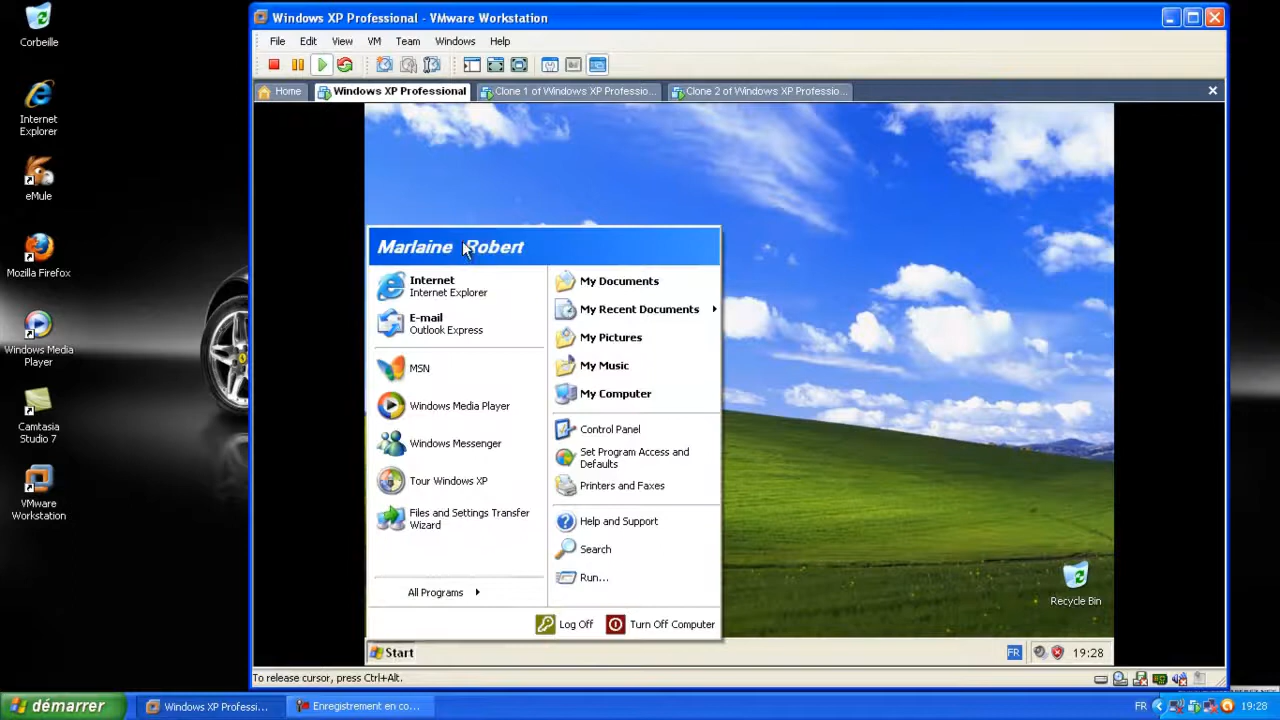 Corbeille
Internet
Explorer
eMule
Mozilla Firefox
Windows Media
Player
Camtasia
Studio 7
VMware
Workstation
Windows XP Professional - VMware Workstation
File Edit View VM Team Windows Help
Home Windows XP Professional Clone 1 of Windows XP Professio... Clone 2 of Windows XP Professio...
Marlaine Robert
Internet
Internet Explorer
E-mail
Outlook Express
MSN
Windows Media Player
Windows Messenger
Tour Windows XP
Files and Settings Transfer
Wizard
All Programs
My Documents
My Recent Documents
My Pictures
My Music
My Computer
Control Panel
Set Program Access and
Defaults
Printers and Faxes
Help and Support
Search
Run...
Log Off Turn Off Computer
Recycle Bin
Start FR 19:28
To release cursor, press Ctrl+Alt.
démarrer Windows XP Professi... Enregistrement en co... FR 19:28